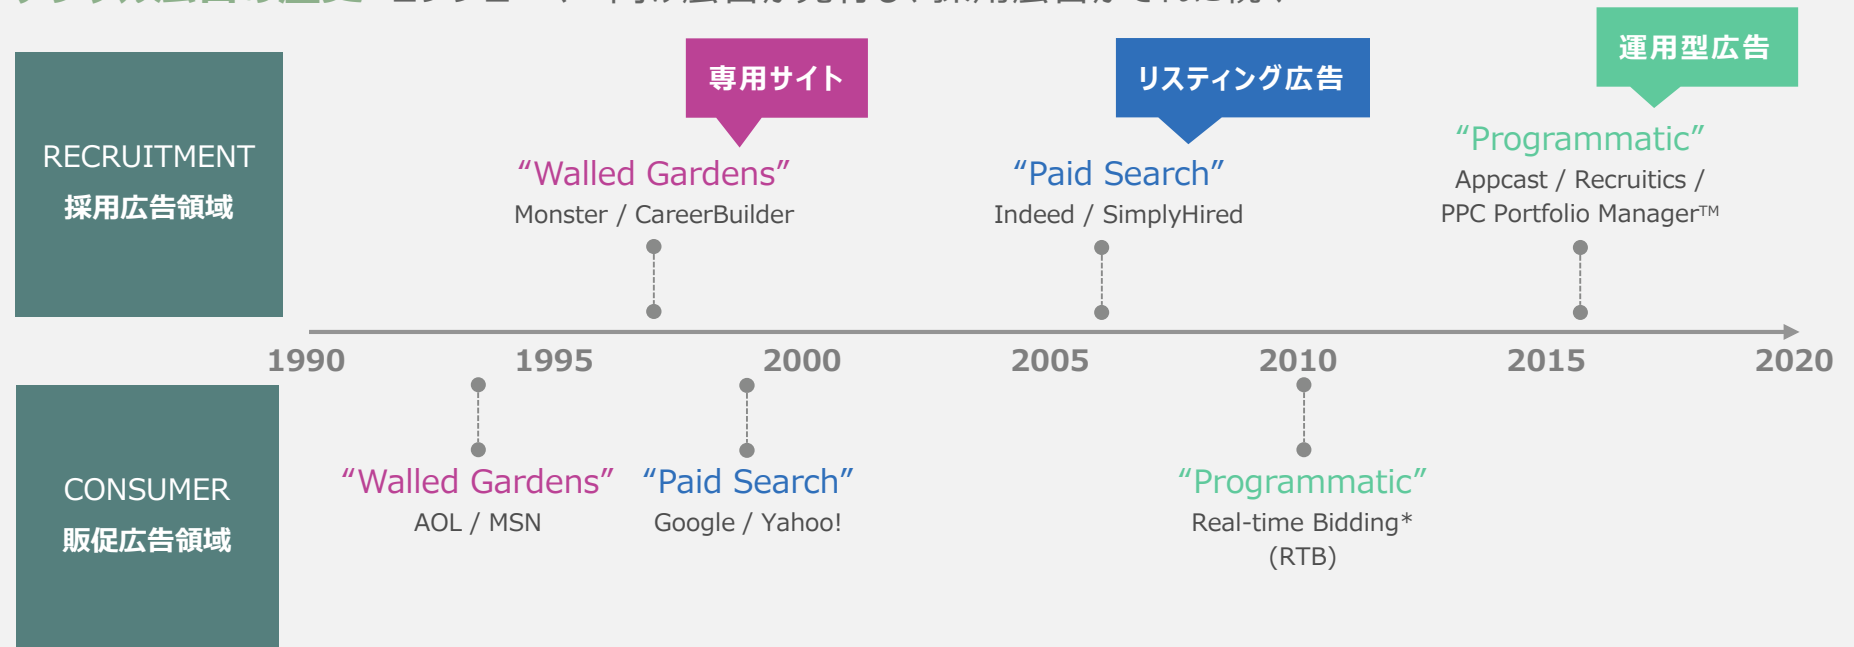 専用サイト
リスティング広告
運用型広告
RECRUITMENT
採用広告領域
“Walled Gardens”
Monster / CareerBuilder
“Paid Search”
Indeed / SimplyHired
“Programmatic”
Appcast / Recruitics /
PPC Portfolio Manager™
1990 1995 2000 2005 2010 2015 2020
CONSUMER
販促広告領域
“Walled Gardens”
AOL / MSN
“Paid Search”
Google / Yahoo!
“Programmatic”
Real-time Bidding*
(RTB)